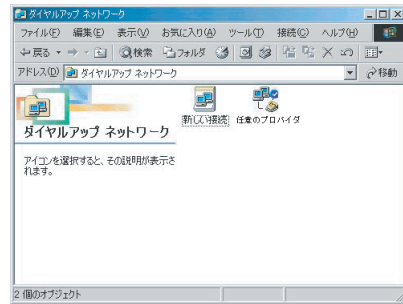 ダイヤルアップ ネットワーク
ファイル(F) 編集(E) 表示(V) お気に入り(A) ツール(T) 接続(C) ヘルプ(H)
戻る 検索 フォルダ
アドレス(D) ダイヤルアップ ネットワーク 移動
ダイヤルアップ ネットワーク
アイコンを選択すると、その説明が表示さ
れます。
新しい接続 任意のプロバイダ
2 個のオブジェクト